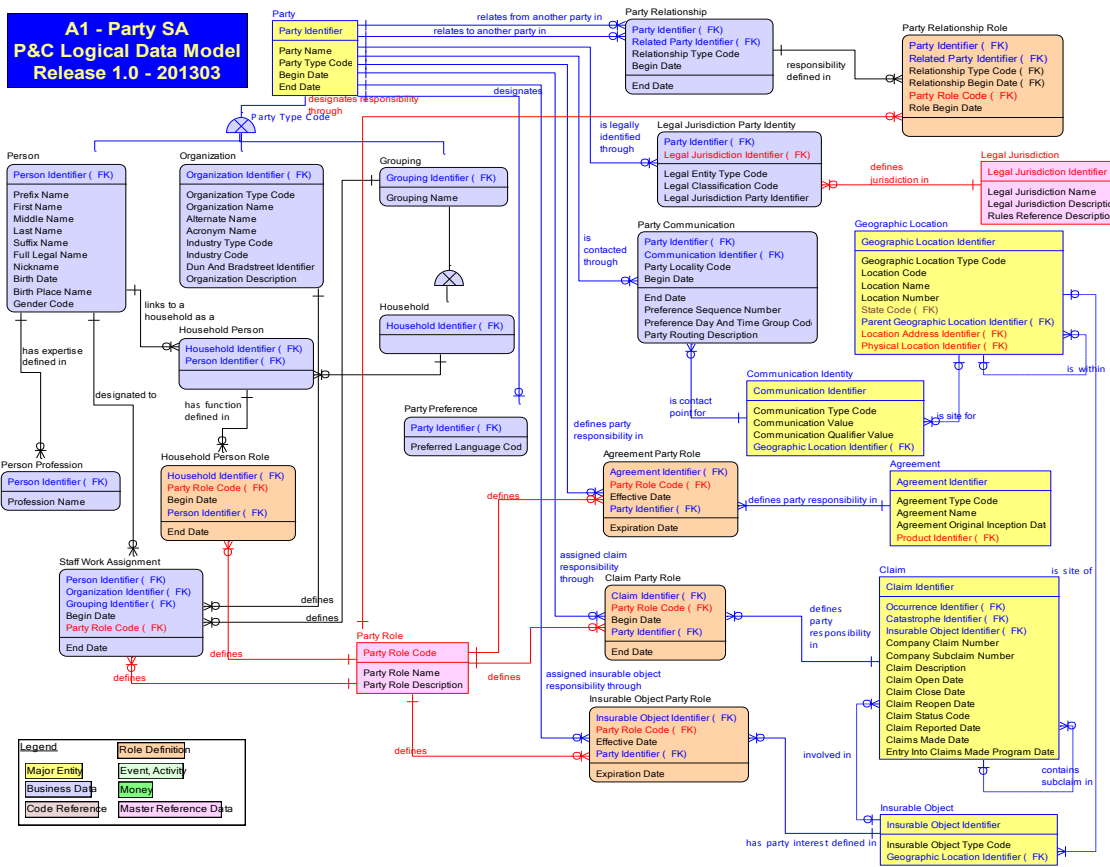 A1 - Party SA
P&C Logical Data Model
Release 1.0 - 201303
Party
Party Identifier
Party Name
Party Type Code
Begin Date
End Date
relates from another party in
relates to another party in
designates
designates responsibility
through
Party Type Code
Party Relationship
Party Identifier ( FK)
Related Party Identifier ( FK)
Relationship Type Code
Begin Date
End Date
responsibility
defined in
Party Relationship Role
Party Identifier ( FK)
Related Party Identifier ( FK)
Relationship Type Code ( FK)
Relationship Begin Date ( FK)
Party Role Code ( FK)
Role Begin Date
is legally
identified
through
Legal Jurisdiction Party Identity
Party Identifier ( FK)
Legal Jurisdiction Identifier ( FK)
Legal Entity Type Code
Legal Classification Code
Legal Jurisdiction Party Identifier
defines
jurisdiction in
Legal Jurisdiction
Legal Jurisdiction Identifier
Legal Jurisdiction Name
Legal Jurisdiction Descriptio
Rules Reference Descriptio
Person
Person Identifier ( FK)
Prefix Name
First Name
Middle Name
Last Name
Suffix Name
Full Legal Name
Nickname
Birth Date
Birth Place Name
Gender Code
Organization
Organization Identifier ( FK)
Organization Type Code
Organization Name
Alternate Name
Acronym Name
Industry Type Code
Industry Code
Dun And Bradstreet Identifier
Organization Description
Grouping
Grouping Identifier ( FK)
Grouping Name
is
contacted
through
Party Communication
Party Identifier ( FK)
Communication Identifier ( FK)
Party Locality Code
Begin Date
End Date
Preference Sequence Number
Preference Day And Time Group Code
Party Routing Description
Geographic Location
Geographic Location Identifier
Geographic Location Type Code
Location Code
Location Name
Location Number
State Code ( FK)
Parent Geographic Location Identifier ( FK)
Location Address Identifier ( FK)
Physical Location Identifier ( FK)
is within
links to a
household as a
Household
Household Identifier ( FK)
has expertise
defined in
Household Person
Household Identifier ( FK)
Person Identifier ( FK)
designated to
has function
defined in
Party Preference
Party Identifier ( FK)
Preferred Language Cod
is contact
point for
Communication Identity
Communication Identifier
Communication Type Code
Communication Value
Communication Qualifier Value
Geographic Location Identifier ( FK)
is site for
Person Profession
Person Identifier ( FK)
Profession Name
Household Person Role
Household Identifier ( FK)
Party Role Code ( FK)
Begin Date
Person Identifier ( FK)
End Date
defines party
responsibility in
Agreement Party Role
Agreement Identifier ( FK)
Party Role Code ( FK)
Effective Date
Party Identifier ( FK)
Expiration Date
defines
defines party responsibility in
Agreement
Agreement Identifier
Agreement Type Code
Agreement Name
Agreement Original Inception Dat
Product Identifier ( FK)
Staff Work Assignment
Person Identifier ( FK)
Organization Identifier ( FK)
Grouping Identifier ( FK)
Begin Date
Party Role Code ( FK)
End Date
defines
defines
assigned claim
responsibility
through
Claim Party Role
Claim Identifier ( FK)
Party Role Code ( FK)
Begin Date
Party Identifier ( FK)
End Date
defines
party
responsibility
in
is site of
Claim
Claim Identifier
Occurrence Identifier ( FK)
Catastrophe Identifier ( FK)
Insurable Object Identifier ( FK)
Company Claim Number
Company Subclaim Number
Claim Description
Claim Open Date
Claim Close Date
Claim Reopen Date
Claim Status Code
Claim Reported Date
Claims Made Date
Entry Into Claims Made Program Date
contains
subclaim in
involved in
defines
defines
Party Role
Party Role Code
Party Role Name
Party Role Description
defines
defines
assigned insurable object
responsibility through
Insurable Object Party Role
Insurable Object Identifier ( FK)
Party Role Code ( FK)
Effective Date
Party Identifier ( FK)
Expiration Date
has party interest defined in
Insurable Object
Insurable Object Identifier
Insurable Object Type Code
Geographic Location Identifier ( FK)
Legend
Role Definition
Major Entity
Event, Activity
Business Data
Money
Code Reference
Master Reference Data